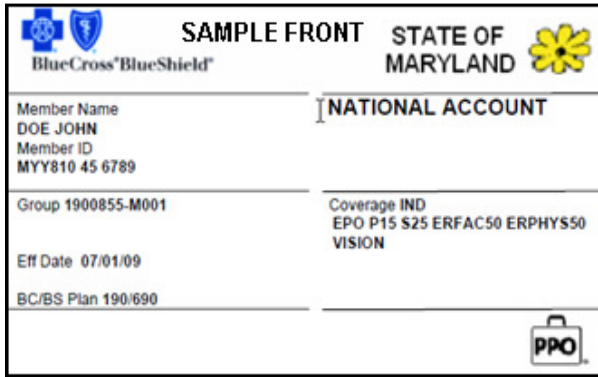 SAMPLE FRONT
BlueCross®BlueShield®
STATE OF
MARYLAND
Member Name
DOE JOHN
Member ID
MYY810 45 6789
NATIONAL ACCOUNT
Group 1900855-M001
Eff Date 07/01/09
BC/BS Plan 190/690
Coverage IND
EPO P15 S25 ERFAC50 ERPHYS50
VISION
PPO